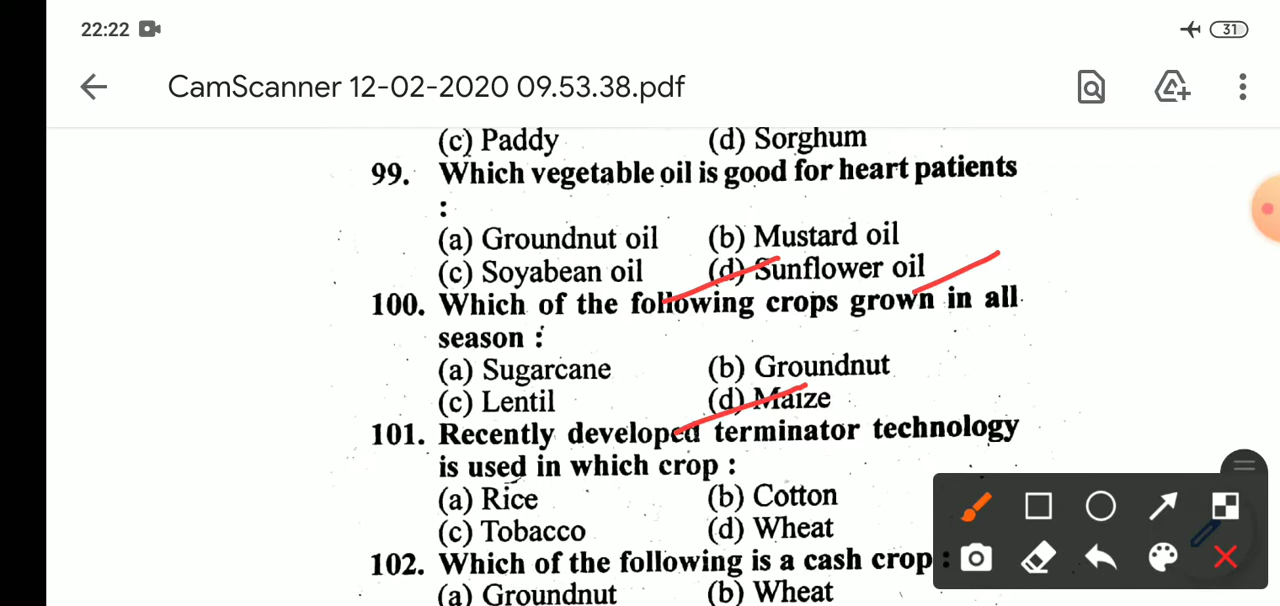 22:22
31
CamScanner 12-02-2020 09.53.38.pdf
(c) Paddy (d) Sorghum
99. Which vegetable oil is good for heart patients
:
(a) Groundnut oil (b) Mustard oil
(c) Soyabean oil (d) Sunflower oil
100. Which of the following crops grown in all
season :
(a) Sugarcane (b) Groundnut
(c) Lentil (d) Maize
101. Recently developed terminator technology
is used in which crop :
(a) Rice (b) Cotton
(c) Tobacco (d) Wheat
102. Which of the following is a cash crop :
(a) Groundnut (b) Wheat